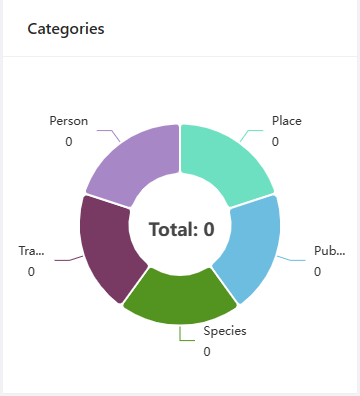 Categories
Person
0
Place
0
Total: 0
Tra...
0
Pub...
0
Species
0